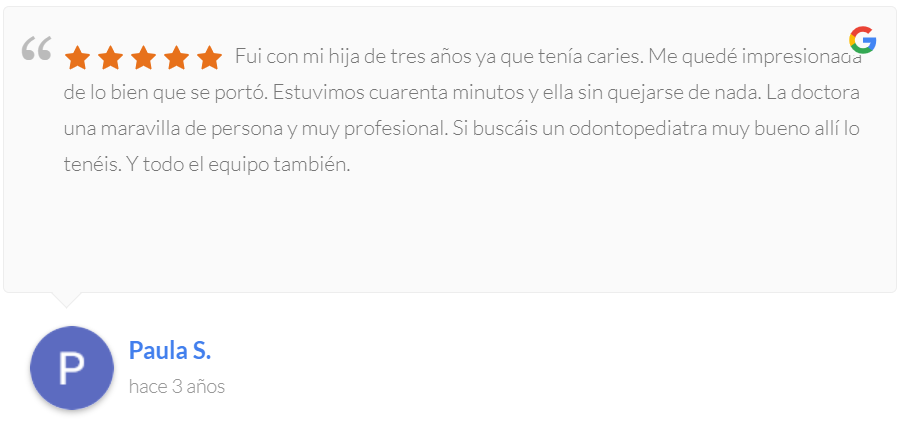 Fui con mi hija de tres años ya que tenía caries. Me quedé impresionada
de lo bien que se portó. Estuvimos cuarenta minutos y ella sin quejarse de nada. La doctora
una maravilla de persona y muy profesional. Si buscáis un odontopediatra muy bueno allí lo
tenéis. Y todo el equipo también.
P
Paula S.
hace 3 años